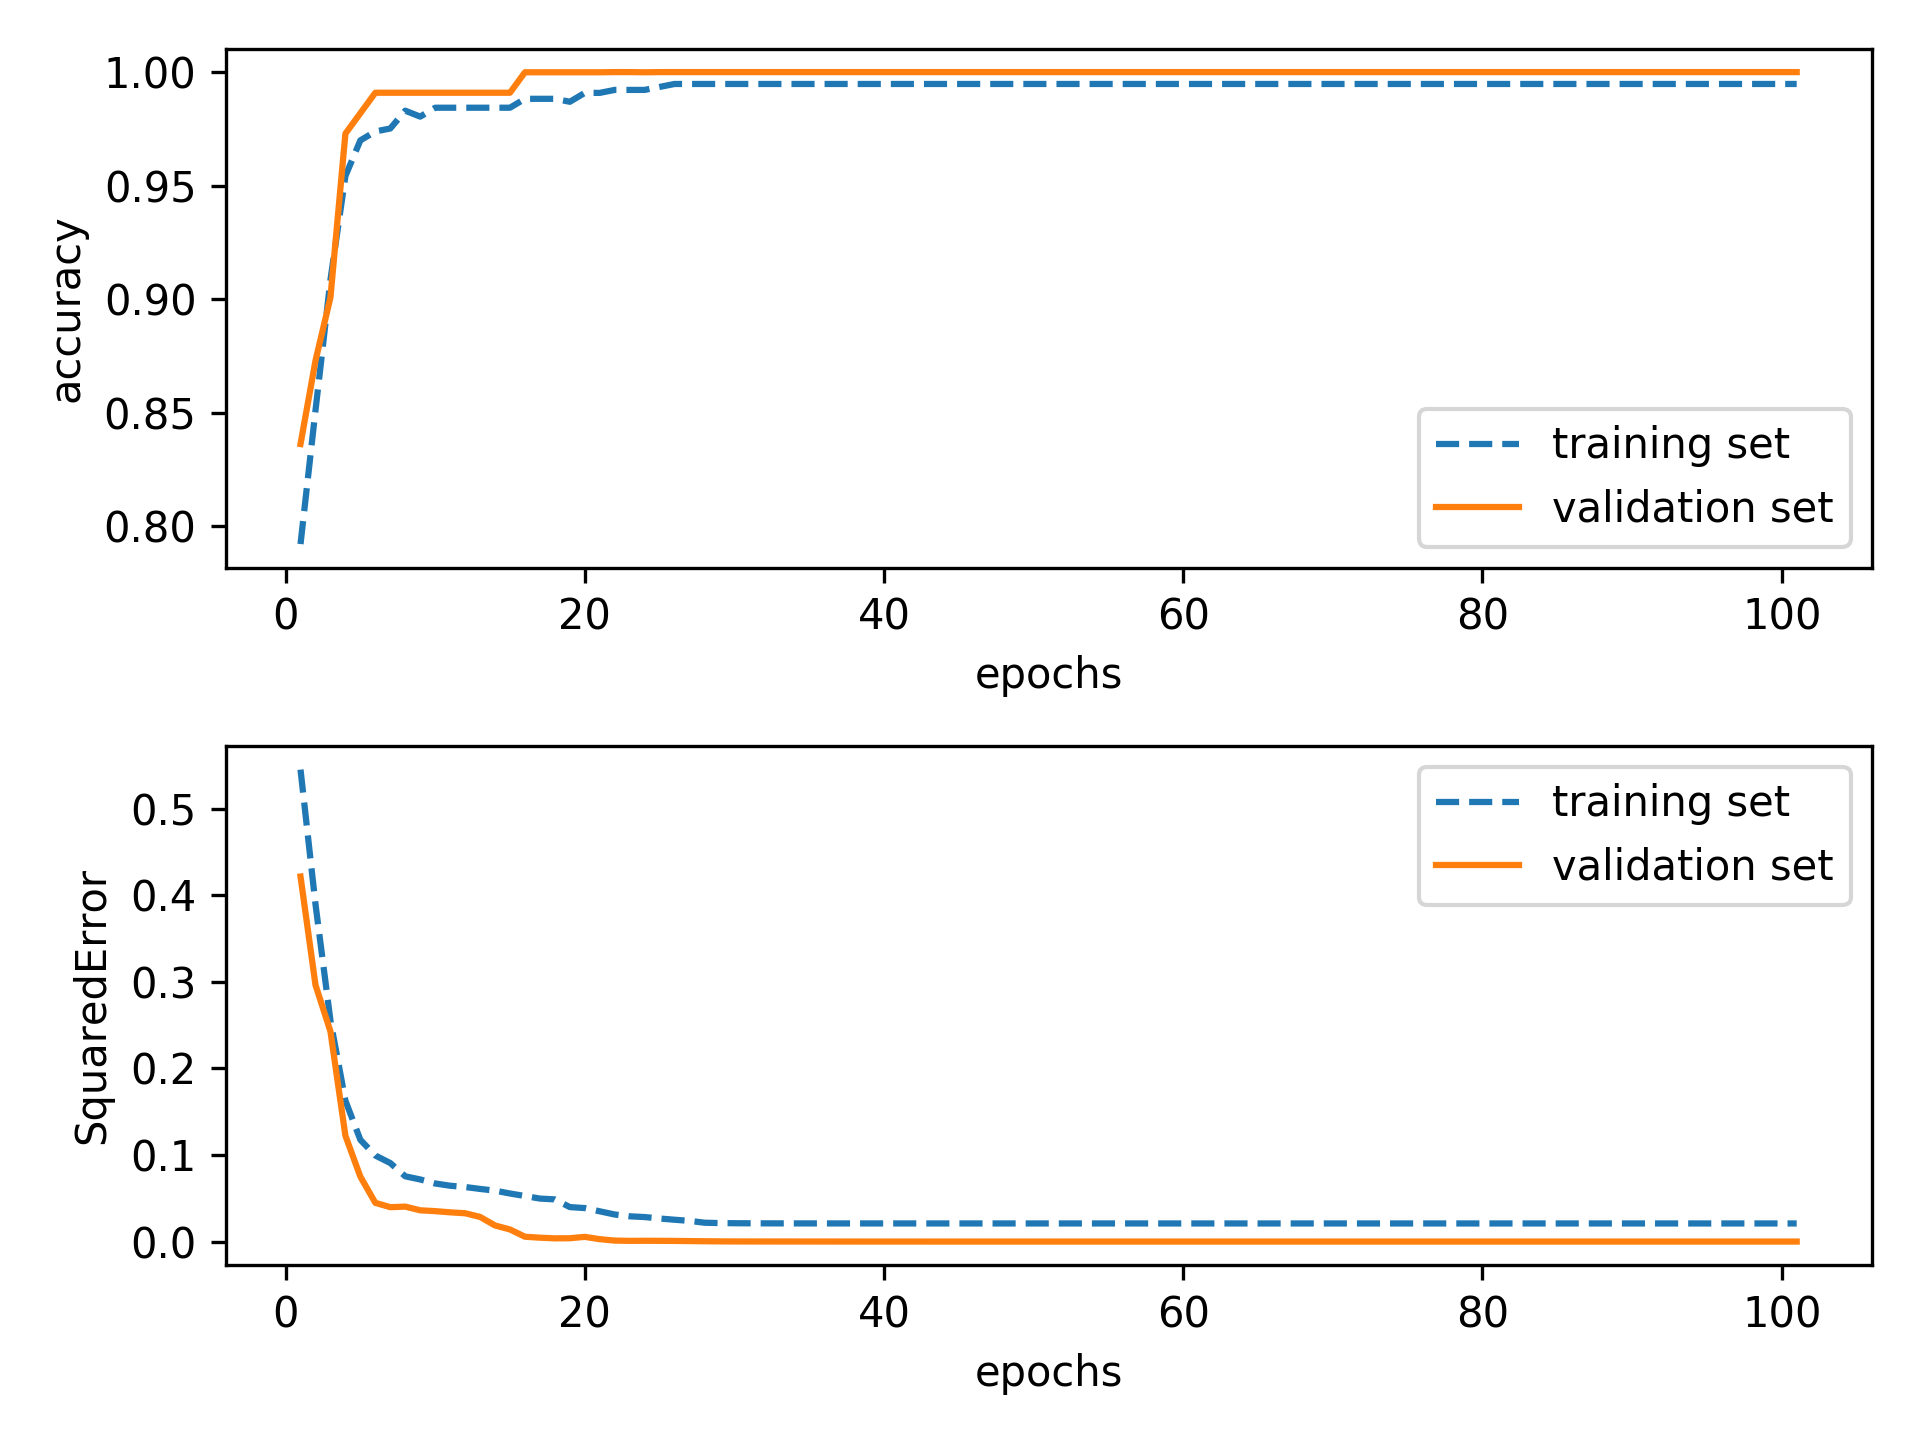 1.00
0.95
0.90
0.85
0.80
accuracy
training set
validation set
0 20 40 60 80 100
epochs
0.5
0.4
0.3
0.2
0.1
0.0
SquaredError
training set
validation set
0 20 40 60 80 100
epochs